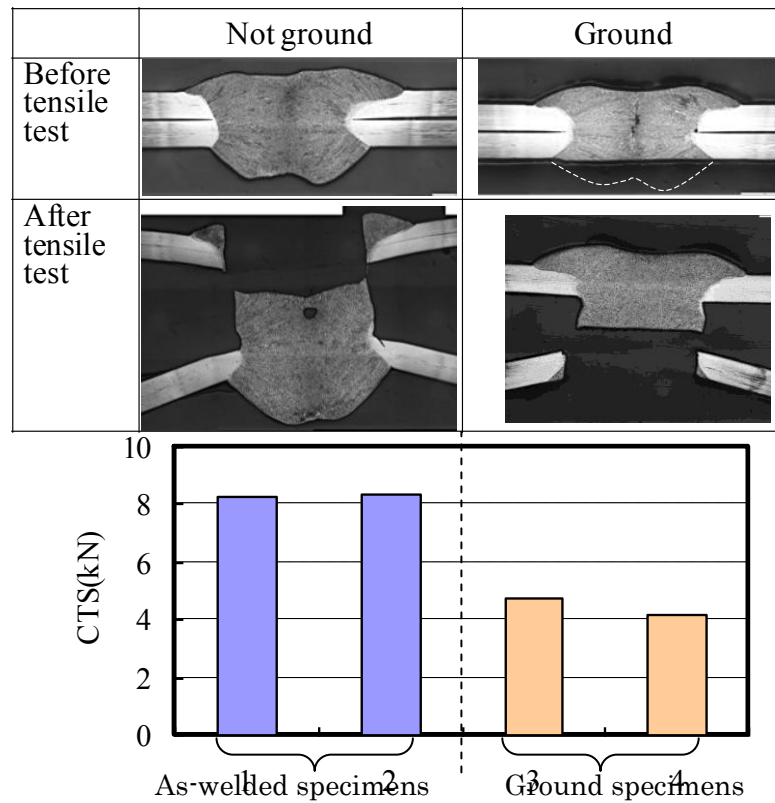 Not ground
Ground
Before
tensile
test
After
tensile
test
10
8
6
4
2
0
CTS(kN)
1
2
3
4
As-wellded specimens
Ground specimens